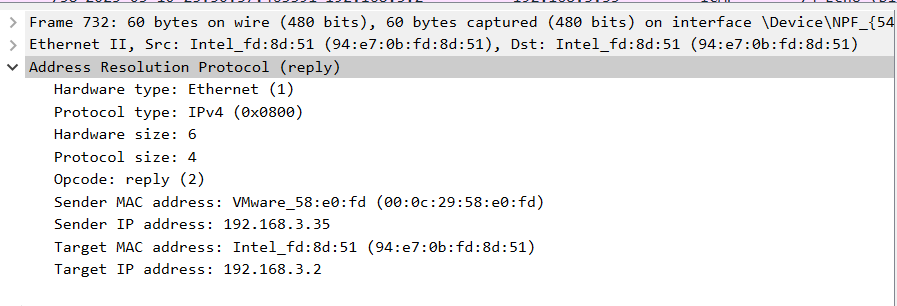 Frame 732: 60 bytes on wire (480 bits), 60 bytes captured (480 bits) on interface \Device\NPF_{54
Ethernet II, Src: Intel_fd:8d:51 (94:e7:0b:fd:8d:51), Dst: Intel_fd:8d:51 (94:e7:0b:fd:8d:51)
Address Resolution Protocol (reply)
Hardware type: Ethernet (1)
Protocol type: IPv4 (0x0800)
Hardware size: 6
Protocol size: 4
Opcode: reply (2)
Sender MAC address: VMware_58:e0:fd (00:0c:29:58:e0:fd)
Sender IP address: 192.168.3.35
Target MAC address: Intel_fd:8d:51 (94:e7:0b:fd:8d:51)
Target IP address: 192.168.3.2